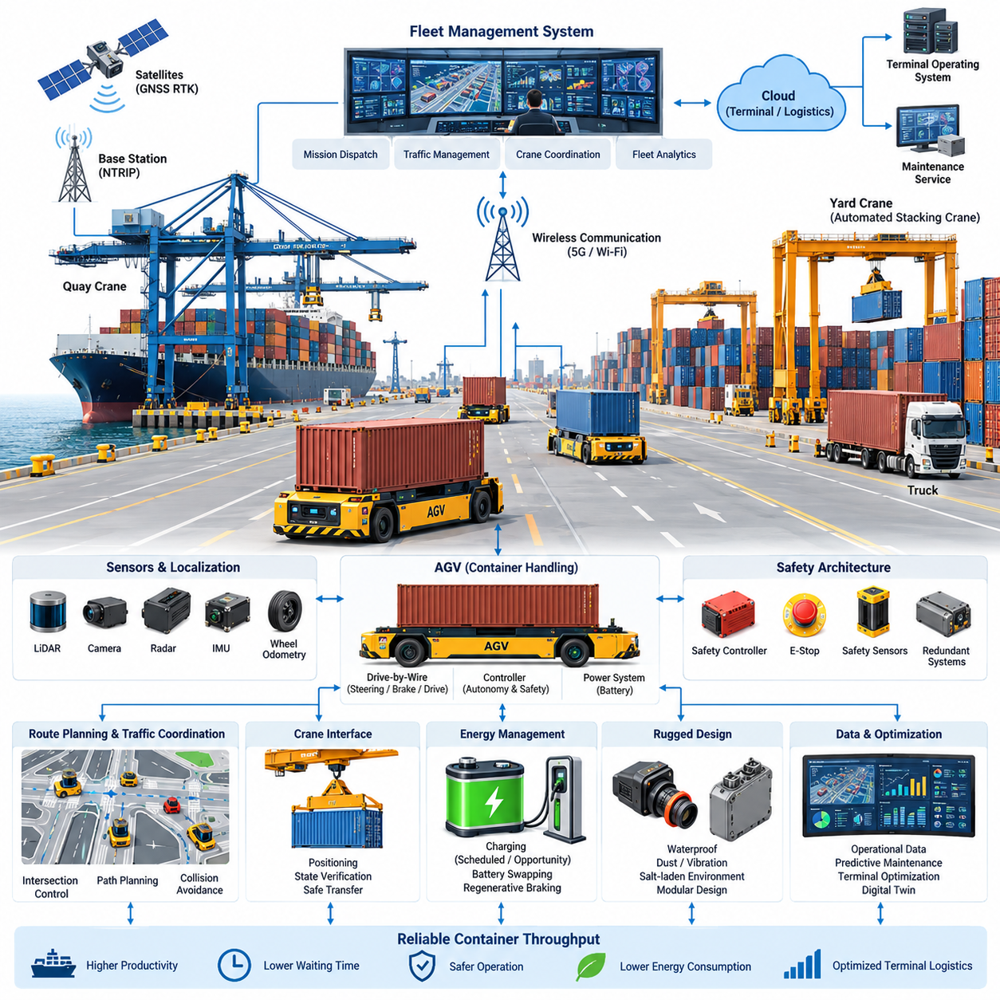 Fleet Management System
Satellites
(GNSS RTK)
Base Station
(NTRIP)
Cloud
(Terminal / Logistics)
Terminal Operating
System
Maintenance
Service
Mission Dispatch
Traffic Management
Crane Coordination
Fleet Analytics
Wireless Communication
(5G / Wi-Fi)
Yard Crane
(Automated Stacking Crane)
Quay Crane
Truck
AGV
Sensors & Localization
LiDAR
Camera
Radar
IMU
Wheel
Odometry
AGV (Container Handling)
AGV
Drive-by-Wire
(Steering / Brake / Drive)
Controller
(Autonomy & Safety)
Power System
(Battery)
Safety Architecture
Safety Controller
E-Stop
Safety Sensors
Redundant
Systems
Route Planning & Traffic Coordination
Intersection
Control
Path Planning
Collision
Avoidance
Crane Interface
Positioning
State Verification
Safe Transfer
Energy Management
Charging
(Scheduled / Opportunity)
Battery Swapping
Regenerative Braking
Rugged Design
Waterproof
Dust / Vibration
Salt-laden Environment
Modular Design
Data & Optimization
Operational Data
Predictive Maintenance
Terminal Optimization
Digital Twin
Reliable Container Throughput
Higher Productivity
Lower Waiting Time
Safer Operation
Lower Energy Consumption
Optimized Terminal Logistics